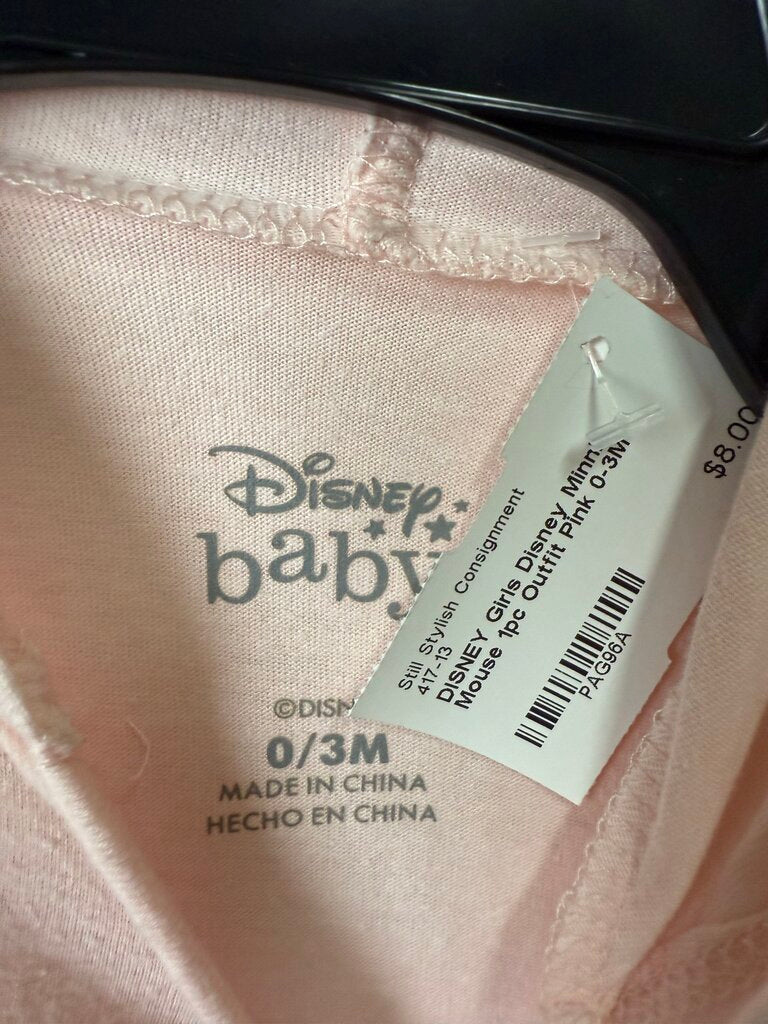 Disney
baby
©DISN
0/3M
MADE IN CHINA
HECHO EN CHINA
Still Stylish Consignment
417-13
DISNEY Girls Disney Minn
Mouse 1pc Outfit Pink 0-3M
$8.00
PAG96A